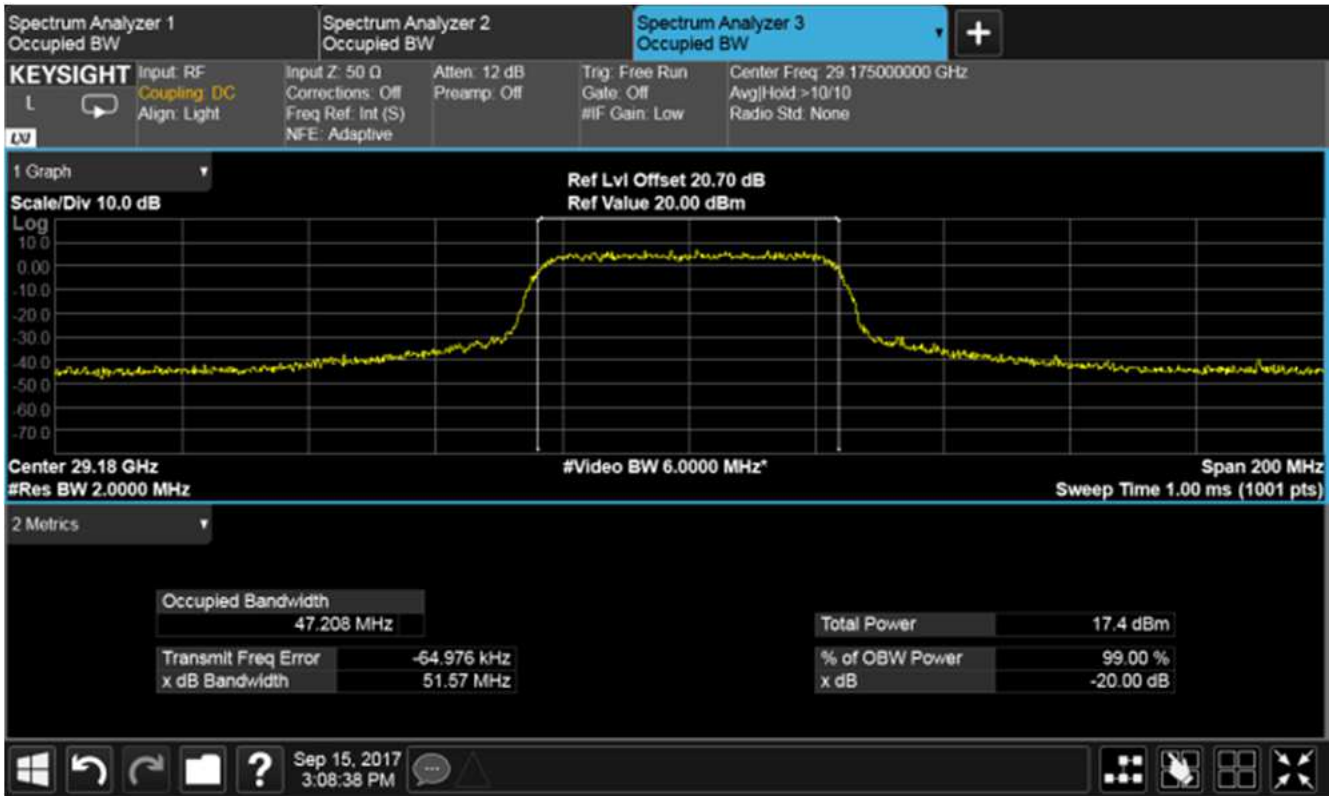 Spectrum Analyzer 1
Occupied BW
Spectrum Analyzer 2
Occupied BW
Spectrum Analyzer 3
Occupied BW
KEYSIGHT
L
LXI
Input: RF
Coupling: DC
Align: Light
Input Z: 50 Ω
Corrections: Off
Freq Ref: Int (S)
NFE: Adaptive
Atten: 12 dB
Preamp: Off
Trig: Free Run
Gate: Off
#IF Gain: Low
Center Freq: 29.175000000 GHz
Avg|Hold:>10/10
Radio Std: None
1 Graph
Scale/Div 10.0 dB
Ref Lvl Offset 20.70 dB
Ref Value 20.00 dBm
Log
10.0
0.00
-10.0
-20.0
-30.0
-40.0
-50.0
-60.0
-70.0
Center 29.18 GHz
#Res BW 2.0000 MHz
#Video BW 6.0000 MHz*
Span 200 MHz
Sweep Time 1.00 ms (1001 pts)
2 Metrics
Occupied Bandwidth
47.208 MHz
Transmit Freq Error -64.976 kHz
x dB Bandwidth 51.57 MHz
Total Power 17.4 dBm
% of OBW Power 99.00 %
x dB -20.00 dB
?
Sep 15, 2017
3:08:38 PM